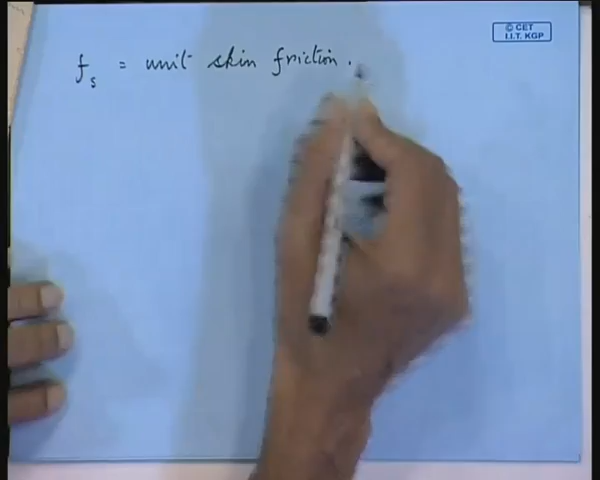 fs = unit skin friction.
© CET
I.I.T. KGP